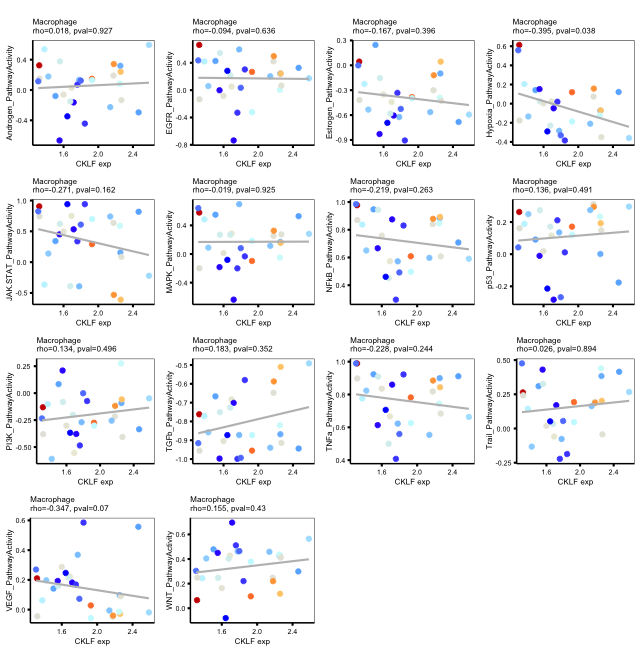 Macrophage
rho=0.018, pval=0.927
Androgen_PathwayActivity
0.4
0.0
-0.4
1.6 2.0 2.4
CKLF exp
Macrophage
rho=-0.094, pval=0.636
EGFR_PathwayActivity
0.4
0.0
-0.4
-0.8
1.6 2.0 2.4
CKLF exp
Macrophage
rho=-0.167, pval=0.396
Estrogen_PathwayActivity
0.3
0.0
-0.3
-0.6
-0.9
1.6 2.0 2.4
CKLF exp
Macrophage
rho=-0.395, pval=0.038
Hypoxia_PathwayActivity
0.6
0.4
0.2
0.0
-0.2
-0.4
1.6 2.0 2.4
CKLF exp
Macrophage
rho=-0.271, pval=0.162
JAK.STAT_PathwayActivity
1.0
0.5
0.0
-0.5
1.6 2.0 2.4
CKLF exp
Macrophage
rho=-0.019, pval=0.925
MAPK_PathwayActivity
0.4
0.0
-0.4
1.6 2.0 2.4
CKLF exp
Macrophage
rho=-0.219, pval=0.263
NFkB_PathwayActivity
1.0
0.8
0.6
0.4
1.6 2.0 2.4
CKLF exp
Macrophage
rho=0.136, pval=0.491
p53_PathwayActivity
0.2
0.0
-0.2
1.6 2.0 2.4
CKLF exp
Macrophage
rho=0.134, pval=0.496
PI3K_PathwayActivity
0.25
0.00
-0.25
-0.50
1.6 2.0 2.4
CKLF exp
Macrophage
rho=0.183, pval=0.352
TGFb_PathwayActivity
-0.5
-0.6
-0.7
-0.8
-0.9
-1.0
1.6 2.0 2.4
CKLF exp
Macrophage
rho=-0.228, pval=0.244
TNFa_PathwayActivity
1.0
0.8
0.6
0.4
1.6 2.0 2.4
CKLF exp
Macrophage
rho=0.026, pval=0.894
Trail_PathwayActivity
0.50
0.25
0.00
-0.25
1.6 2.0 2.4
CKLF exp
Macrophage
rho=-0.347, pval=0.07
VEGF_PathwayActivity
0.6
0.4
0.2
0.0
1.6 2.0 2.4
CKLF exp
Macrophage
rho=0.155, pval=0.43
WNT_PathwayActivity
0.6
0.4
0.2
0.0
1.6 2.0 2.4
CKLF exp